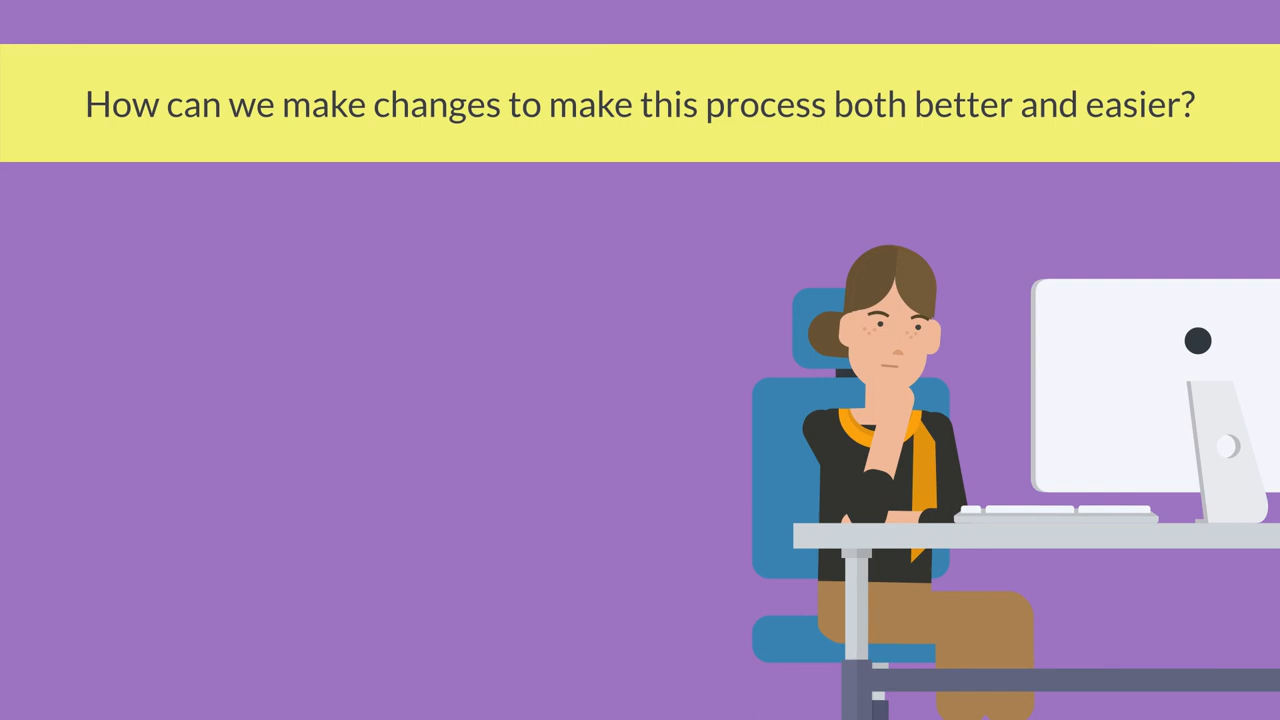 How can we make changes to make this process both better and easier?